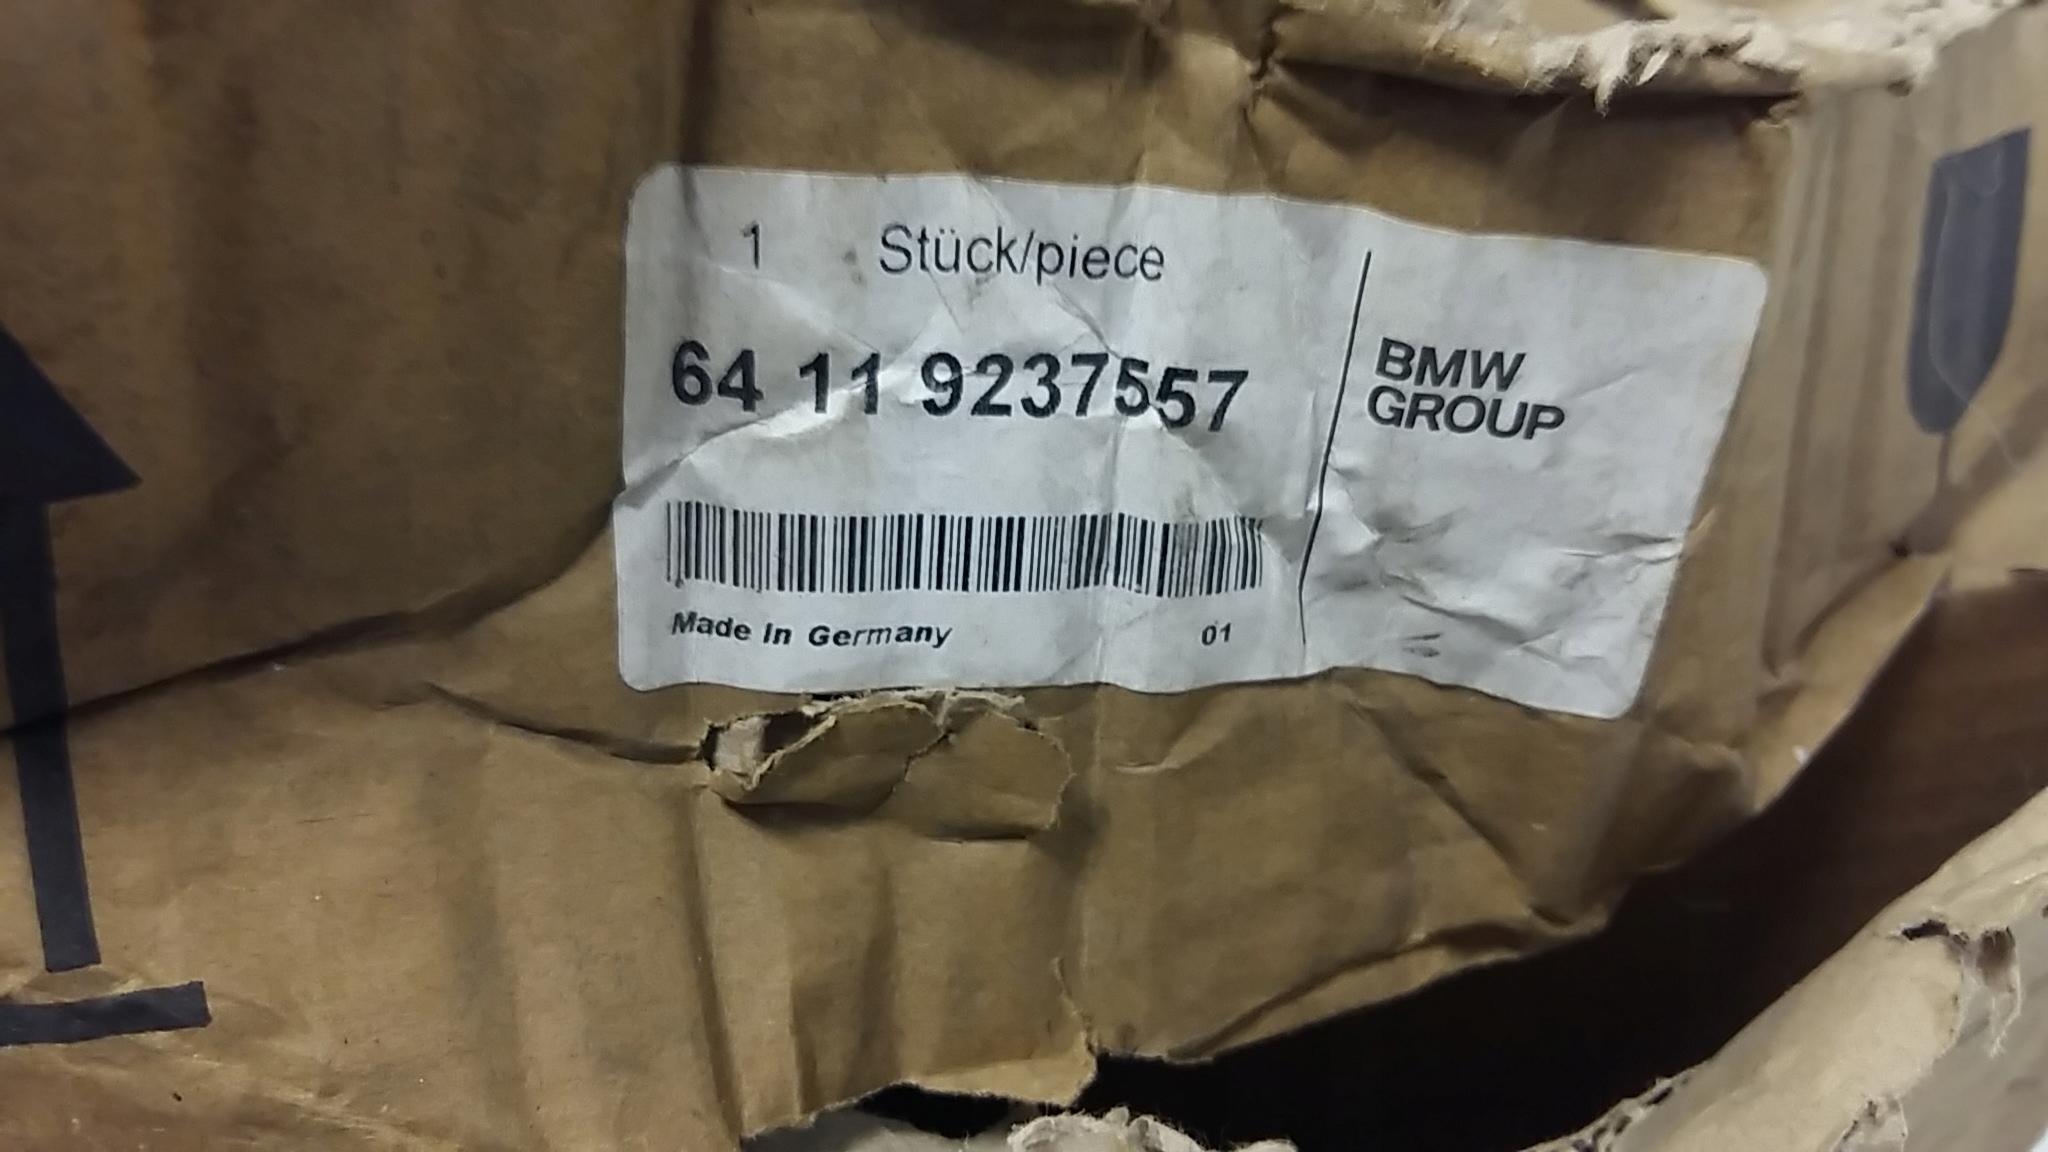 1 Stück/piece
64 11 9237557
BMW
GROUP
Made In Germany 01